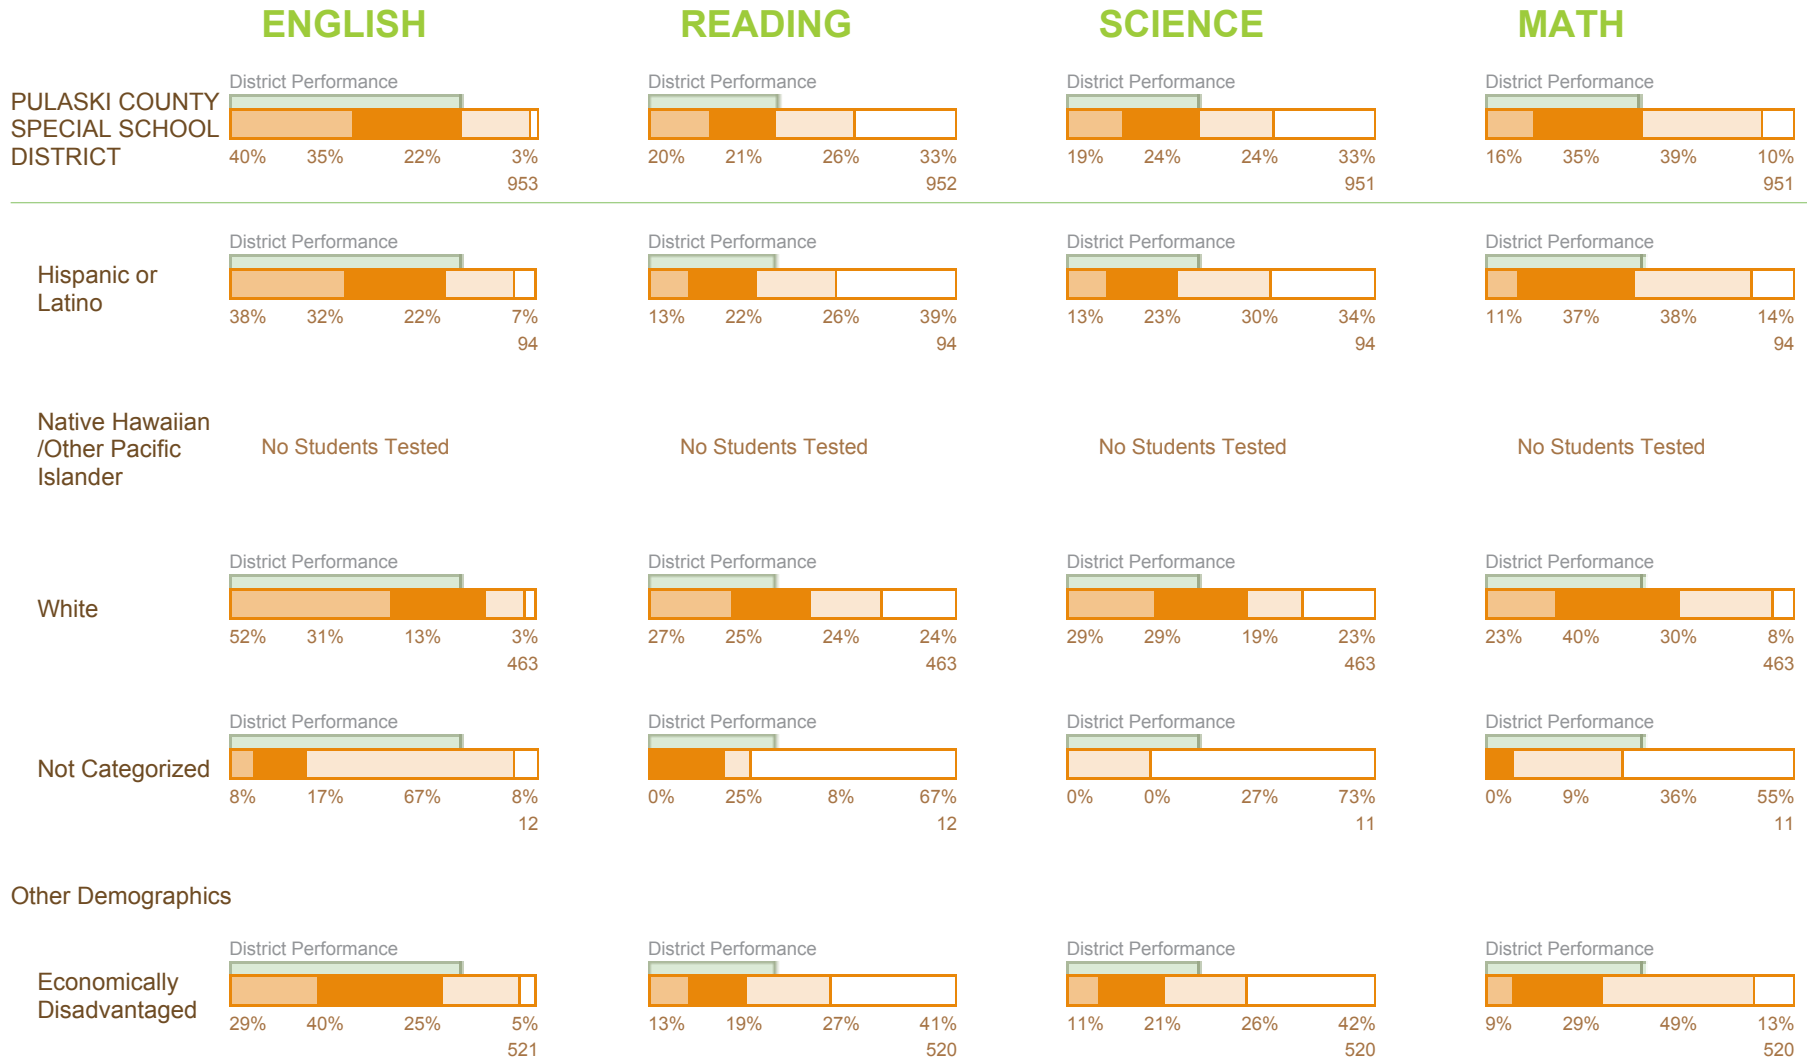 ENGLISH READING SCIENCE MATH
PULASKI COUNTY
SPECIAL SCHOOL
DISTRICT
District Performance District Performance District Performance District Performance
40% 35% 22% 3% 20% 21% 26% 33% 19% 24% 24% 33% 16% 35% 39% 10%
953 952 951 951
Hispanic or
Latino
District Performance District Performance District Performance District Performance
38% 32% 22% 7% 13% 22% 26% 39% 13% 23% 30% 34% 11% 37% 38% 14%
94 94 94 94
Native Hawaiian
/Other Pacific
Islander
No Students Tested No Students Tested No Students Tested No Students Tested
White
District Performance District Performance District Performance District Performance
52% 31% 13% 3% 27% 25% 24% 24% 29% 29% 19% 23% 23% 40% 30% 8%
463 463 463 463
Not Categorized
District Performance District Performance District Performance District Performance
8% 17% 67% 8% 0% 25% 8% 67% 0% 0% 27% 73% 0% 9% 36% 55%
12 12 11 11
Other Demographics
Economically
Disadvantaged
District Performance District Performance District Performance District Performance
29% 40% 25% 5% 13% 19% 27% 41% 11% 21% 26% 42% 9% 29% 49% 13%
521 520 520 520